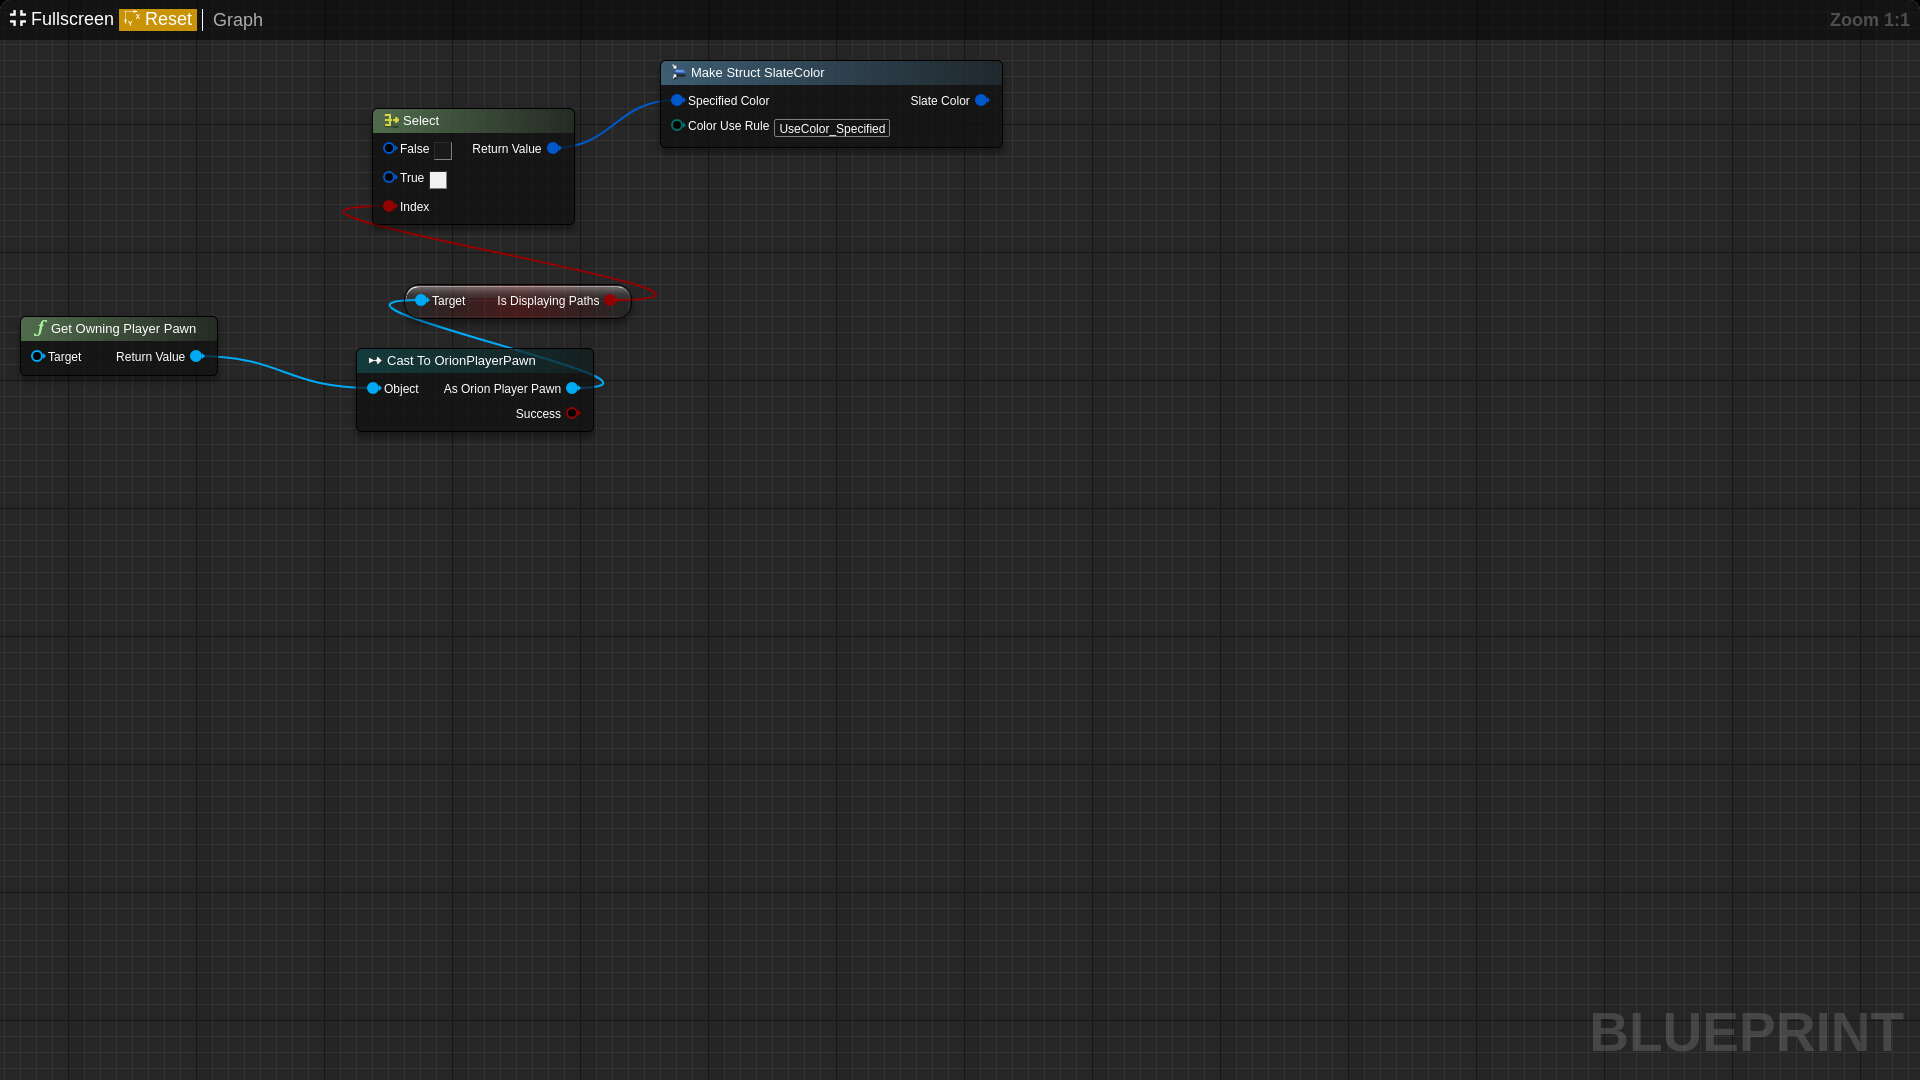 Fullscreen Reset Graph
Zoom 1:1
Make Struct SlateColor
Specified Color
Slate Color
Color Use Rule UseColor_Specified
Select
False
Return Value
True
Index
Target
Is Displaying Paths
Get Owning Player Pawn
Target
Return Value
Cast To OrionPlayerPawn
Object
As Orion Player Pawn
Success
BLUEPRINT